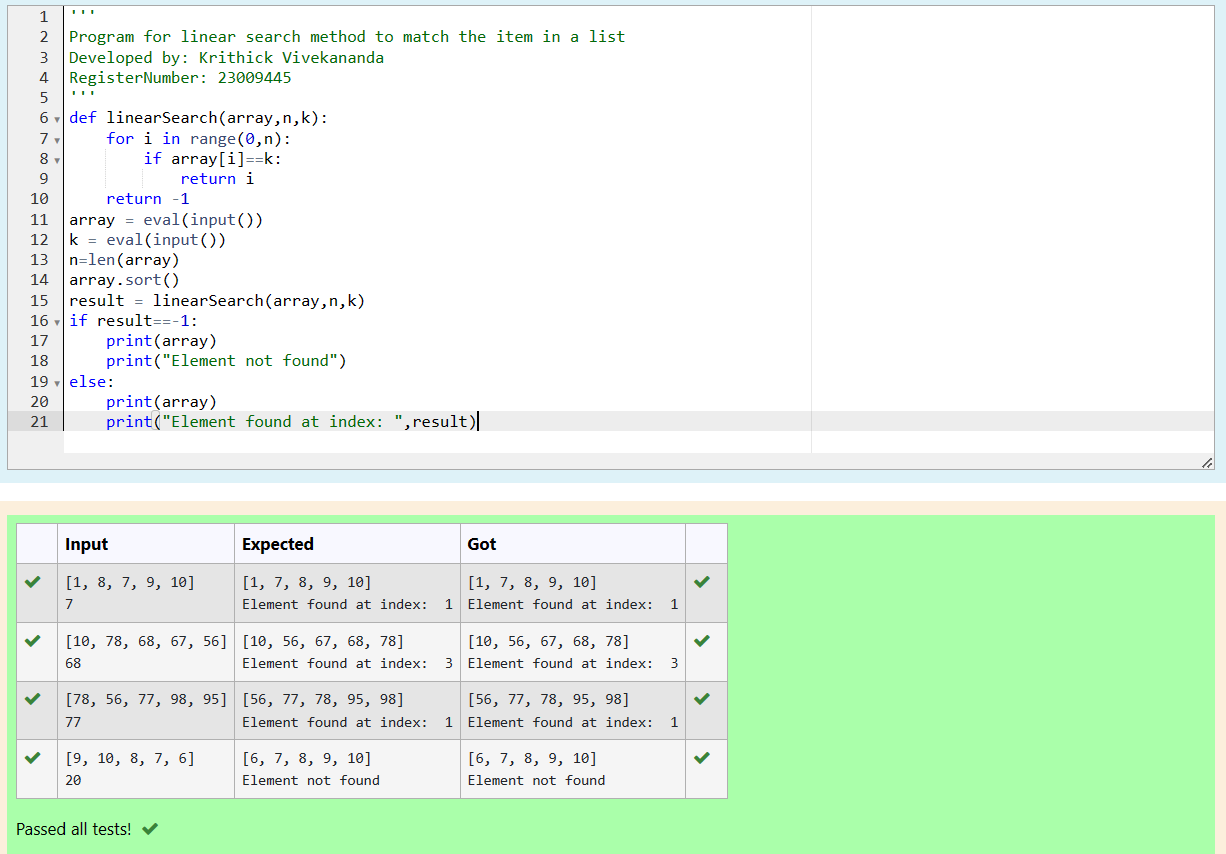 1 '''
2 Program for linear search method to match the item in a list
3 Developed by: Krithick Vivekananda
4 RegisterNumber: 23009445
5 '''
6 def linearSearch(array,n,k):
7     for i in range(0,n):
8         if array[i]==k:
9             return i
10     return -1
11 array = eval(input())
12 k = eval(input())
13 n=len(array)
14 array.sort()
15 result = linearSearch(array,n,k)
16 if result==-1:
17     print(array)
18     print("Element not found")
19 else:
20     print(array)
21     print("Element found at index: ",result)
Input Expected Got
[1, 8, 7, 9, 10] [1, 7, 8, 9, 10] [1, 7, 8, 9, 10]
7 Element found at index:  1 Element found at index:  1
[10, 78, 68, 67, 56] [10, 56, 67, 68, 78] [10, 56, 67, 68, 78]
68 Element found at index:  3 Element found at index:  3
[78, 56, 77, 98, 95] [56, 77, 78, 95, 98] [56, 77, 78, 95, 98]
77 Element found at index:  1 Element found at index:  1
[9, 10, 8, 7, 6] [6, 7, 8, 9, 10] [6, 7, 8, 9, 10]
20 Element not found Element not found
Passed all tests!